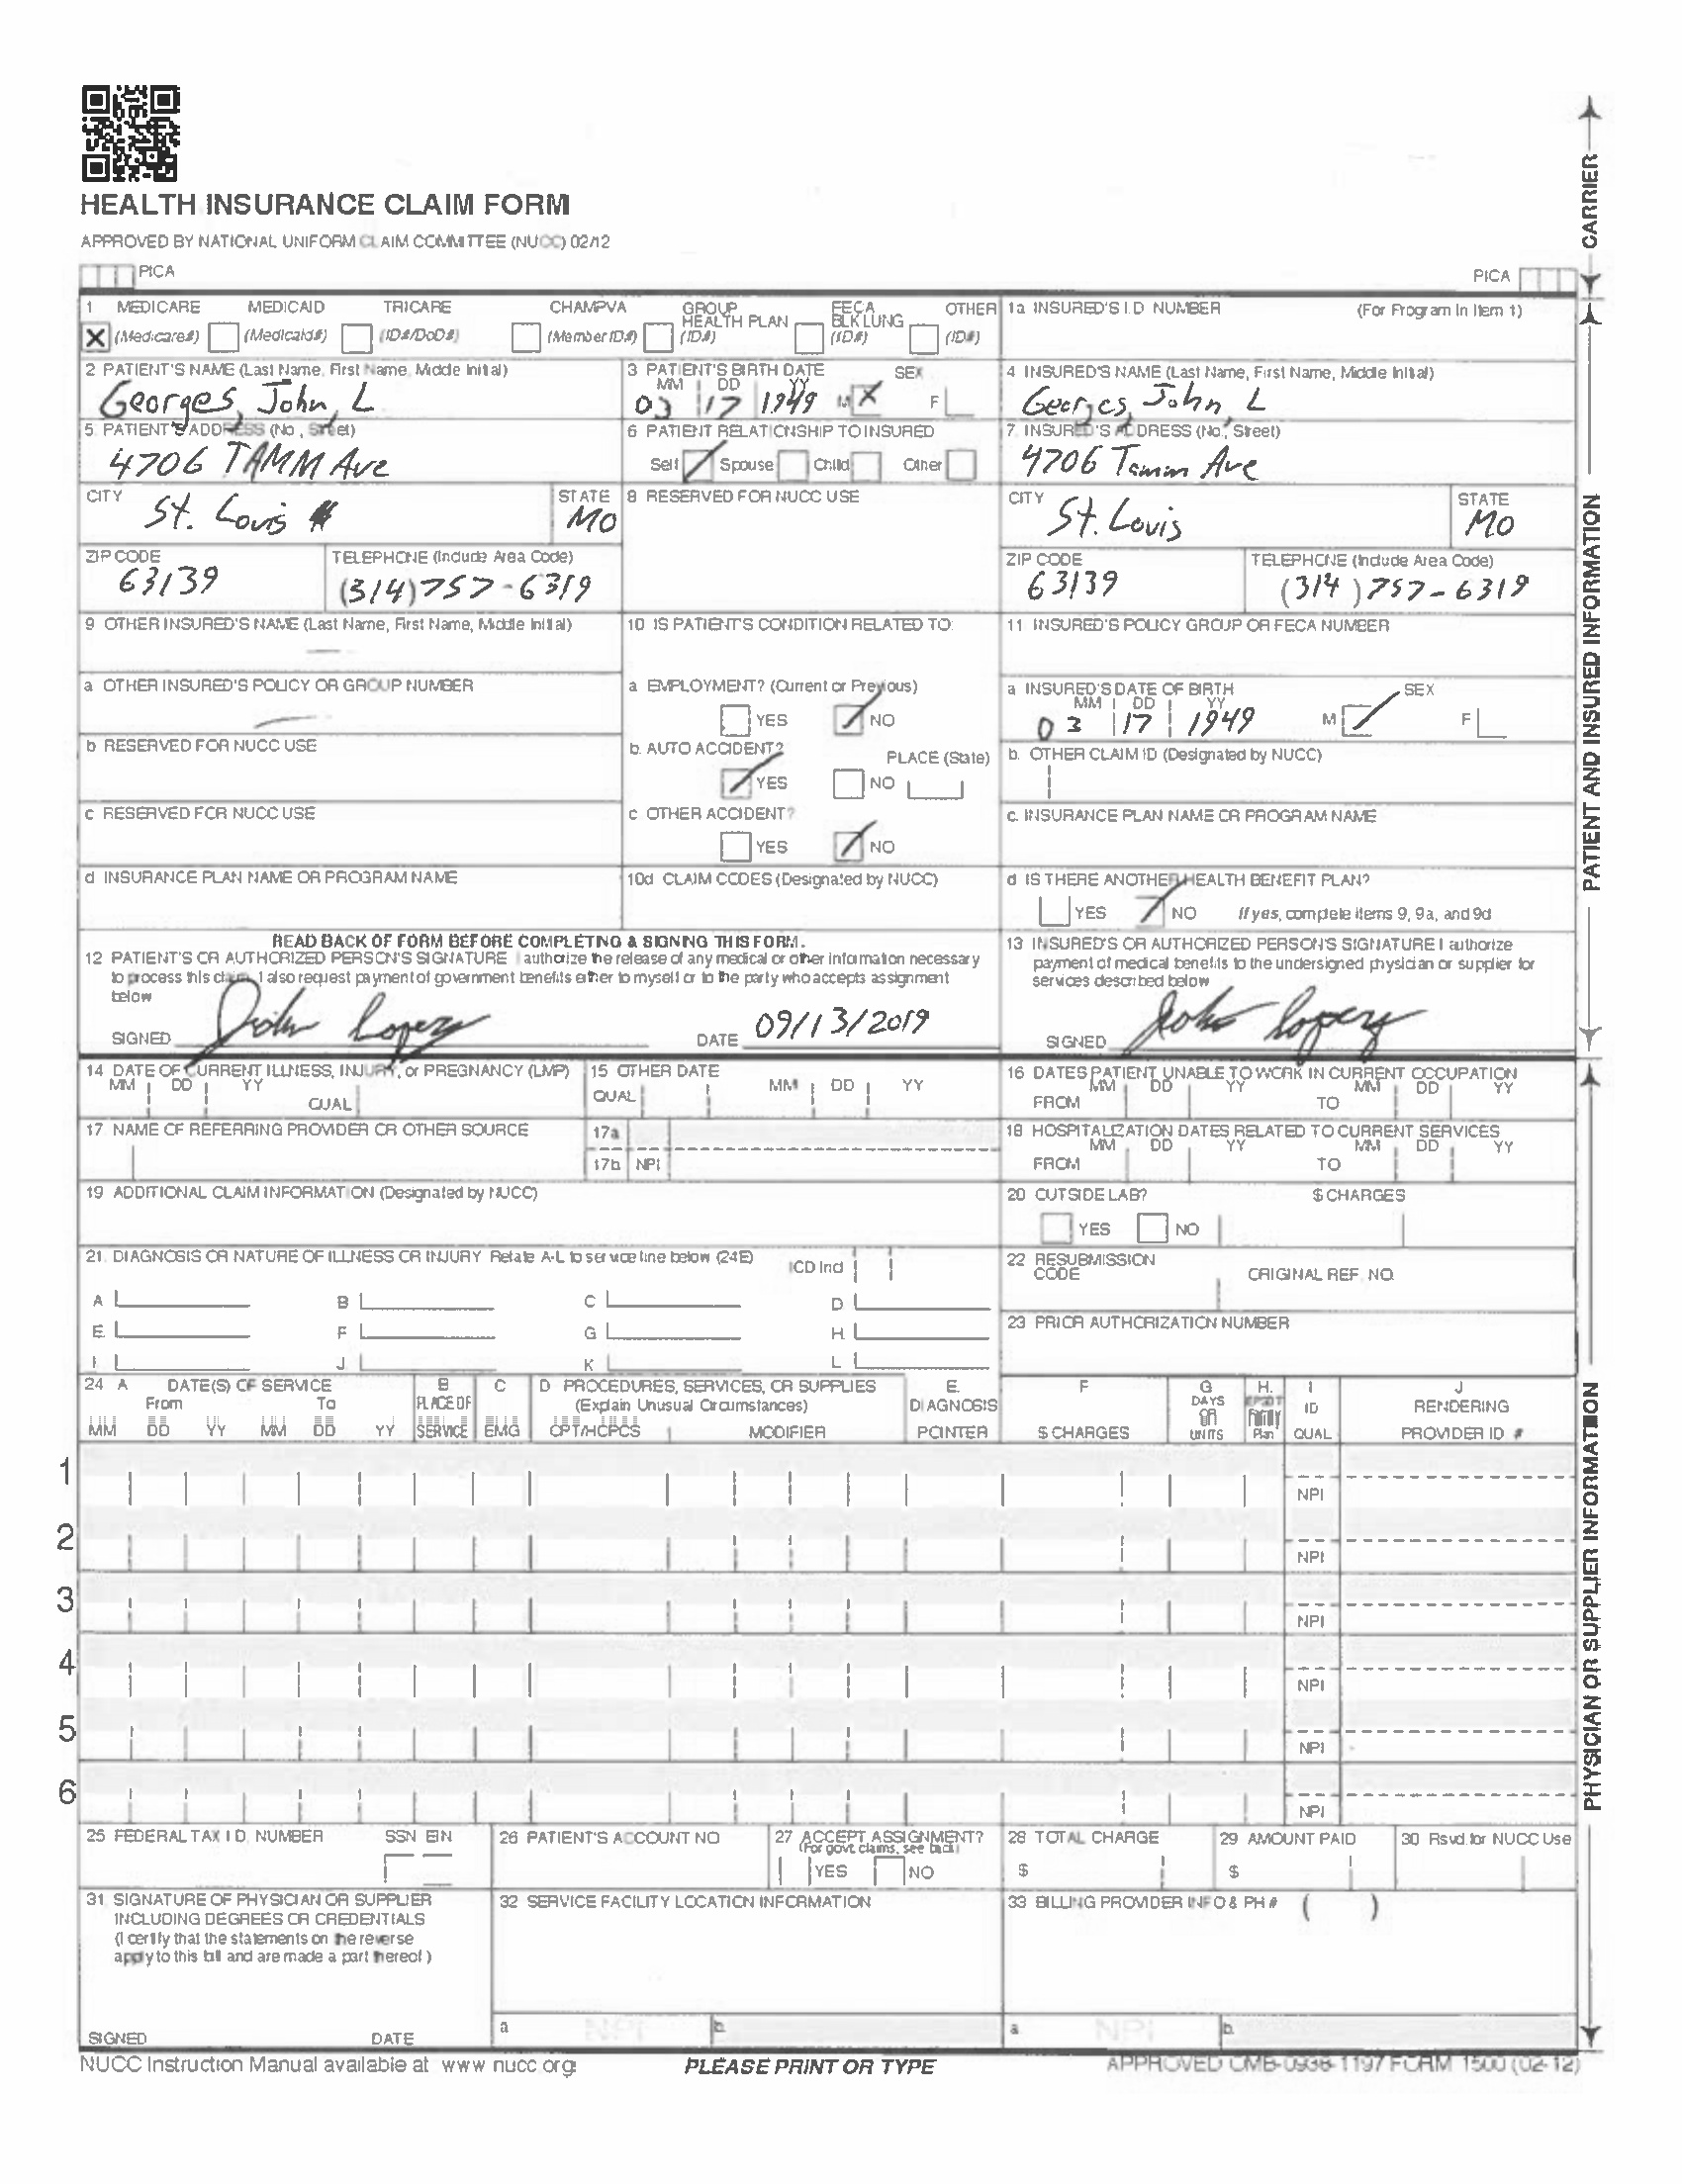 HEALTH INSURANCE CLAIM FORM
APPROVED BY NATIONAL UNIFORM CLAIM COMMITTEE (NUCC) 02/12
PICA
PICA
CARRIER
1 MEDICARE MEDICAID TRICARE CHAMPVA GROUP HEALTH PLAN FECA BLK LUNG OTHER
X (Medicare#) (Medicaid#) (ID#/DoD#) (Member ID#) (ID#) (ID#) (ID#)
1a INSURED'S I.D NUMBER (For Program In Item 1)
2 PATIENT'S NAME (Last Name, First Name, Middle Initial)
Georges, John, L
3 PATIENT'S BIRTH DATE SEX
MM DD YY
03 17 1949 M X F
4 INSURED'S NAME (Last Name, First Name, Middle Initial)
Georges, John, L
5. PATIENT'S ADDRESS (No., Street)
4706 TAMM Ave
6 PATIENT RELATIONSHIP TO INSURED
Self Spouse Child Other
7. INSURED'S ADDRESS (No., Street)
4706 Tamm Ave
CITY
St. Louis
STATE
MO
8 RESERVED FOR NUCC USE
CITY
St. Louis
STATE
MO
ZIP CODE
63139
TELEPHONE (Include Area Code)
(314) 757-6319
ZIP CODE
63139
TELEPHONE (Include Area Code)
(314) 757-6319
9 OTHER INSURED'S NAME (Last Name, First Name, Middle Initial)
10 IS PATIENT'S CONDITION RELATED TO:
11 INSURED'S POLICY GROUP OR FECA NUMBER
a OTHER INSURED'S POLICY OR GROUP NUMBER
a EMPLOYMENT? (Current or Previous)
YES NO
a INSURED'S DATE OF BIRTH SEX
MM DD YY
03 17 1949 M F
b RESERVED FOR NUCC USE
b. AUTO ACCIDENT? PLACE (State)
YES NO
b. OTHER CLAIM ID (Designated by NUCC)
c RESERVED FOR NUCC USE
c OTHER ACCIDENT?
YES NO
c. INSURANCE PLAN NAME OR PROGRAM NAME
d INSURANCE PLAN NAME OR PROGRAM NAME
10d CLAIM CODES (Designated by NUCC)
d IS THERE ANOTHER HEALTH BENEFIT PLAN?
YES NO If yes, complete items 9, 9a, and 9d
PATIENT AND INSURED INFORMATION
READ BACK OF FORM BEFORE COMPLETNG & SIGNING THIS FORM.
12 PATIENT'S OR AUTHORIZED PERSON'S SIGNATURE I authorize the release of any medical or other information necessary
to process this claim. I also request payment of government benefits either to myself or to the party who accepts assignment
below
SIGNED John Lopez DATE 09/13/2019
13 INSURED'S OR AUTHORIZED PERSON'S SIGNATURE I authorize
payment of medical benefits to the undersigned physician or supplier for
services described below
SIGNED John Lopez
14 DATE OF CURRENT ILLNESS, INJURY, or PREGNANCY (LMP)
MM DD YY
QUAL
15 OTHER DATE
QUAL MM DD YY
16 DATES PATIENT UNABLE TO WORK IN CURRENT OCCUPATION
MM DD YY MM DD YY
FROM TO
17 NAME OF REFERRING PROVIDER OR OTHER SOURCE
17a
17b NPI
18 HOSPITALIZATION DATES RELATED TO CURRENT SERVICES
MM DD YY MM DD YY
FROM TO
19 ADDITIONAL CLAIM INFORMATION (Designated by NUCC)
20 OUTSIDE LAB? $ CHARGES
YES NO
21. DIAGNOSIS OR NATURE OF ILLNESS OR INJURY Relate A-L to service line below (24E) ICD Ind
A B C D
E. F G H.
I. J K L
22 RESUBMISSION
CODE ORIGINAL REF. NO.
23 PRIOR AUTHORIZATION NUMBER
24 A DATE(S) OF SERVICE B C D PROCEDURES, SERVICES, OR SUPPLIES E. F G H. I J
From To PLACE OF (Explain Unusual Circumstances) DIAGNOSIS DAYS OR EPSDT Family ID RENDERING
MM DD YY MM DD YY SERVICE EMG CPT/HCPCS MODIFIER POINTER $ CHARGES UNITS Plan QUAL PROVIDER ID #
1
NPI
2
NPI
3
NPI
4
NPI
5
NPI
6
NPI
PHYSICIAN OR SUPPLIER INFORMATION
25 FEDERAL TAX I D. NUMBER SSN EIN
26 PATIENT'S ACCOUNT NO
27 ACCEPT ASSIGNMENT?
(For govt. claims, see back)
YES NO
28 TOTAL CHARGE
$
29 AMOUNT PAID
$
30 Rsvd for NUCC Use
31 SIGNATURE OF PHYSICIAN OR SUPPLIER
INCLUDING DEGREES OR CREDENTIALS
(I certify that the statements on the reverse
apply to this bill and are made a part thereof )
SIGNED DATE
32 SERVICE FACILITY LOCATION INFORMATION
a NPI b.
33 BILLING PROVIDER INFO & PH # ( )
a NPI b.
NUCC Instruction Manual available at www nucc org
PLEASE PRINT OR TYPE
APPROVED OMB-0938-1197 FORM 1500 (02-12)